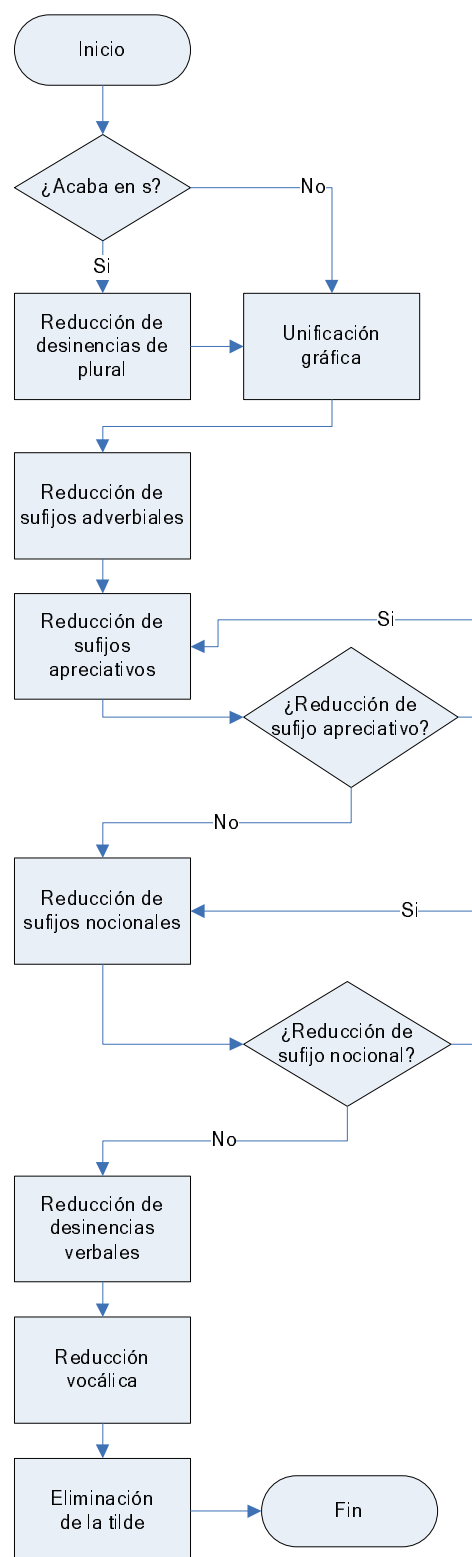 Inicio
¿Acaba en s?
No
Si
Reducción de
desinencias de
plural
Unificación
gráfica
Reducción de
sufijos adverbiales
Reducción de
sufijos
apreciativos
Si
¿Reducción de
sufijo apreciativo?
No
Reducción de
sufijos nocionales
Si
¿Reducción de
sufijo nocional?
No
Reducción de
desinencias
verbales
Reducción
vocálica
Eliminación
de la tilde
Fin